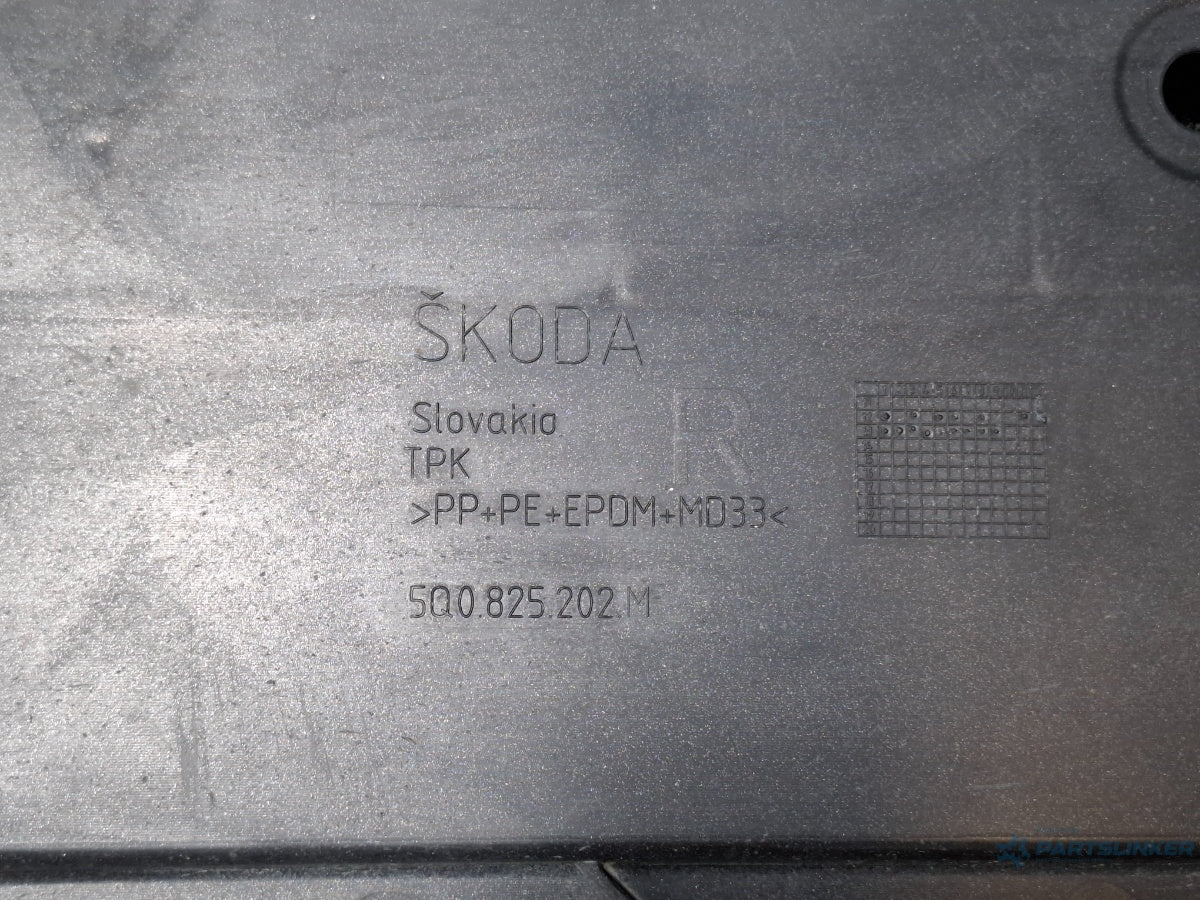 ŠKODA
Slovakia
R
TPK
>PP+PE+EPDM+MD33<
5Q0.825.202.M
PARTSLINKER